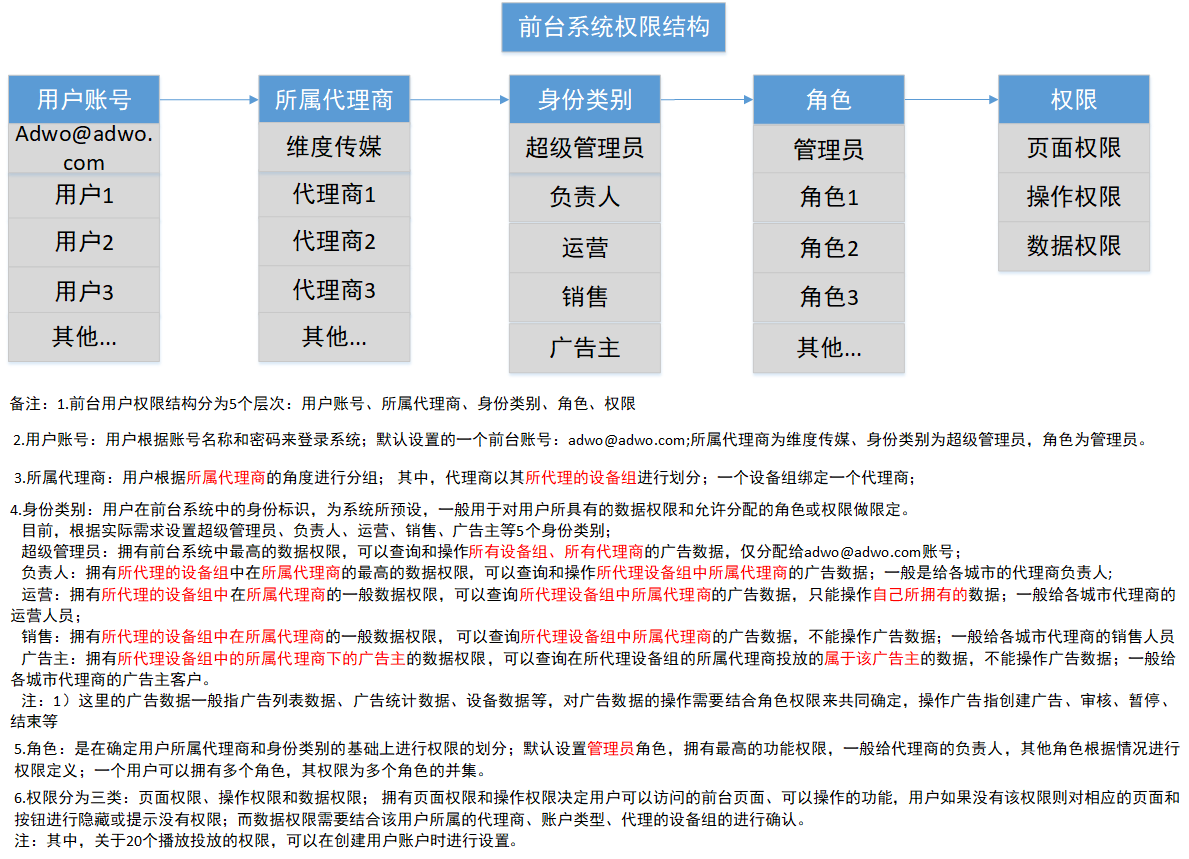 前台系统权限结构
用户账号
所属代理商
身份类别
角色
权限
Adwo@adwo.
com
维度传媒
超级管理员
管理员
页面权限
用户1
代理商1
负责人
角色1
操作权限
用户2
代理商2
运营
角色2
数据权限
用户3
代理商3
销售
角色3
其他...
其他...
广告主
其他...
备注：1.前台用户权限结构分为5个层次：用户账号、所属代理商、身份类别、角色、权限
2.用户账号：用户根据账号名称和密码来登录系统；默认设置的一个前台账号：adwo@adwo.com;所属代理商为维度传媒、身份类别为超级管理员，角色为管理员。
3.所属代理商：用户根据所属代理商的角度进行分组； 其中，代理商以其所代理的设备组进行划分；一个设备组绑定一个代理商；
4.身份类别：用户在前台系统中的身份标识，为系统所预设，一般用于对用户所具有的数据权限和允许分配的角色或权限做限定。
目前，根据实际需求设置超级管理员、负责人、运营、销售、广告主等5个身份类别；
超级管理员：拥有前台系统中最高的数据权限，可以查询和操作所有设备组、所有代理商的广告数据，仅分配给adwo@adwo.com账号；
负责人：拥有所代理的设备组中在所属代理商的最高的数据权限，可以查询和操作所代理设备组中所属代理商的广告数据；一般是给各城市的代理商负责人;
运营：拥有所代理的设备组中在所属代理商的一般数据权限，可以查询所代理设备组中所属代理商的广告数据，只能操作自己所拥有的数据；一般给各城市代理商的
运营人员；
销售：拥有所代理的设备组中在所属代理商的一般数据权限， 可以查询所代理设备组中所属代理商的广告数据，不能操作广告数据；一般给各城市代理商的销售人员
广告主：拥有所代理设备组中的所属代理商下的广告主的数据权限，可以查询在所代理设备组的所属代理商投放的属于该广告主的数据，不能操作广告数据；一般给
各城市代理商的广告主客户。
注：1）这里的广告数据一般指广告列表数据、广告统计数据、设备数据等，对广告数据的操作需要结合角色权限来共同确定，操作广告指创建广告、审核、暂停、
结束等
5.角色：是在确定用户所属代理商和身份类别的基础上进行权限的划分；默认设置管理员角色，拥有最高的功能权限，一般给代理商的负责人，其他角色根据情况进行
权限定义；一个用户可以拥有多个角色，其权限为多个角色的并集。
6.权限分为三类：页面权限、操作权限和数据权限； 拥有页面权限和操作权限决定用户可以访问的前台页面、可以操作的功能，用户如果没有该权限则对相应的页面和
按钮进行隐藏或提示没有权限；而数据权限需要结合该用户所属的代理商、账户类型、代理的设备组的进行确认。
注：其中，关于20个播放投放的权限，可以在创建用户账户时进行设置。